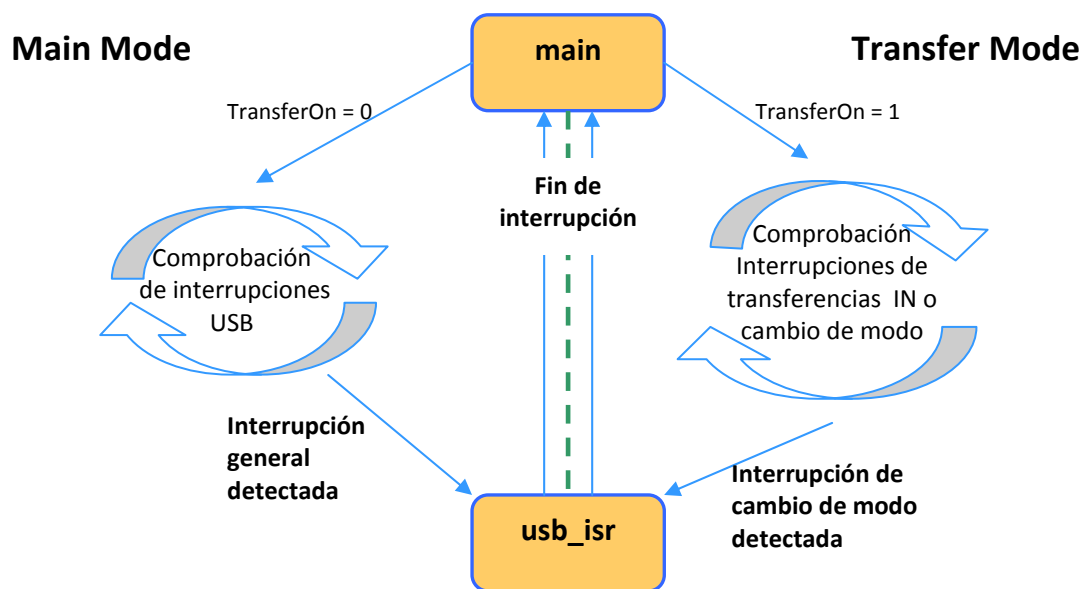 Main Mode
main
Transfer Mode
TransferOn = 0
TransferOn = 1
Fin de
interrupción
Comprobación
de interrupciones
USB
Comprobación
Interrupciones de
transferencias IN o
cambio de modo
Interrupción
general
detectada
Interrupción de
cambio de modo
detectada
usb_isr